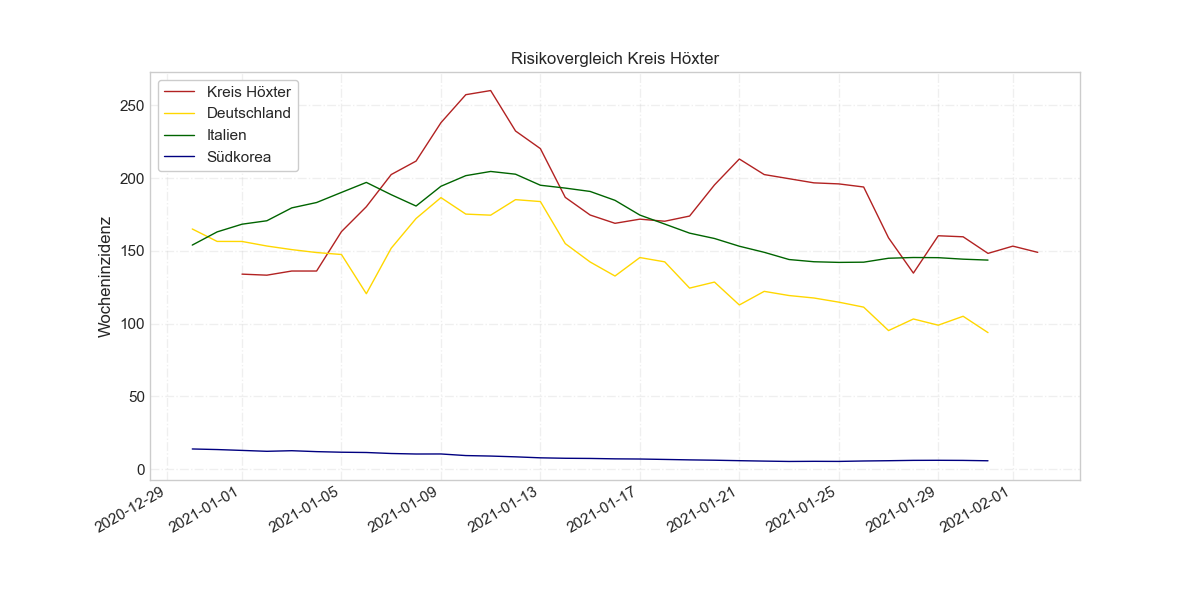 Risikovergleich Kreis Höxter
Kreis Höxter
Deutschland
Italien
Südkorea
Wocheninzidenz
250
200
150
100
50
0
2020-12-29
2021-01-01
2021-01-05
2021-01-09
2021-01-13
2021-01-17
2021-01-21
2021-01-25
2021-01-29
2021-02-01